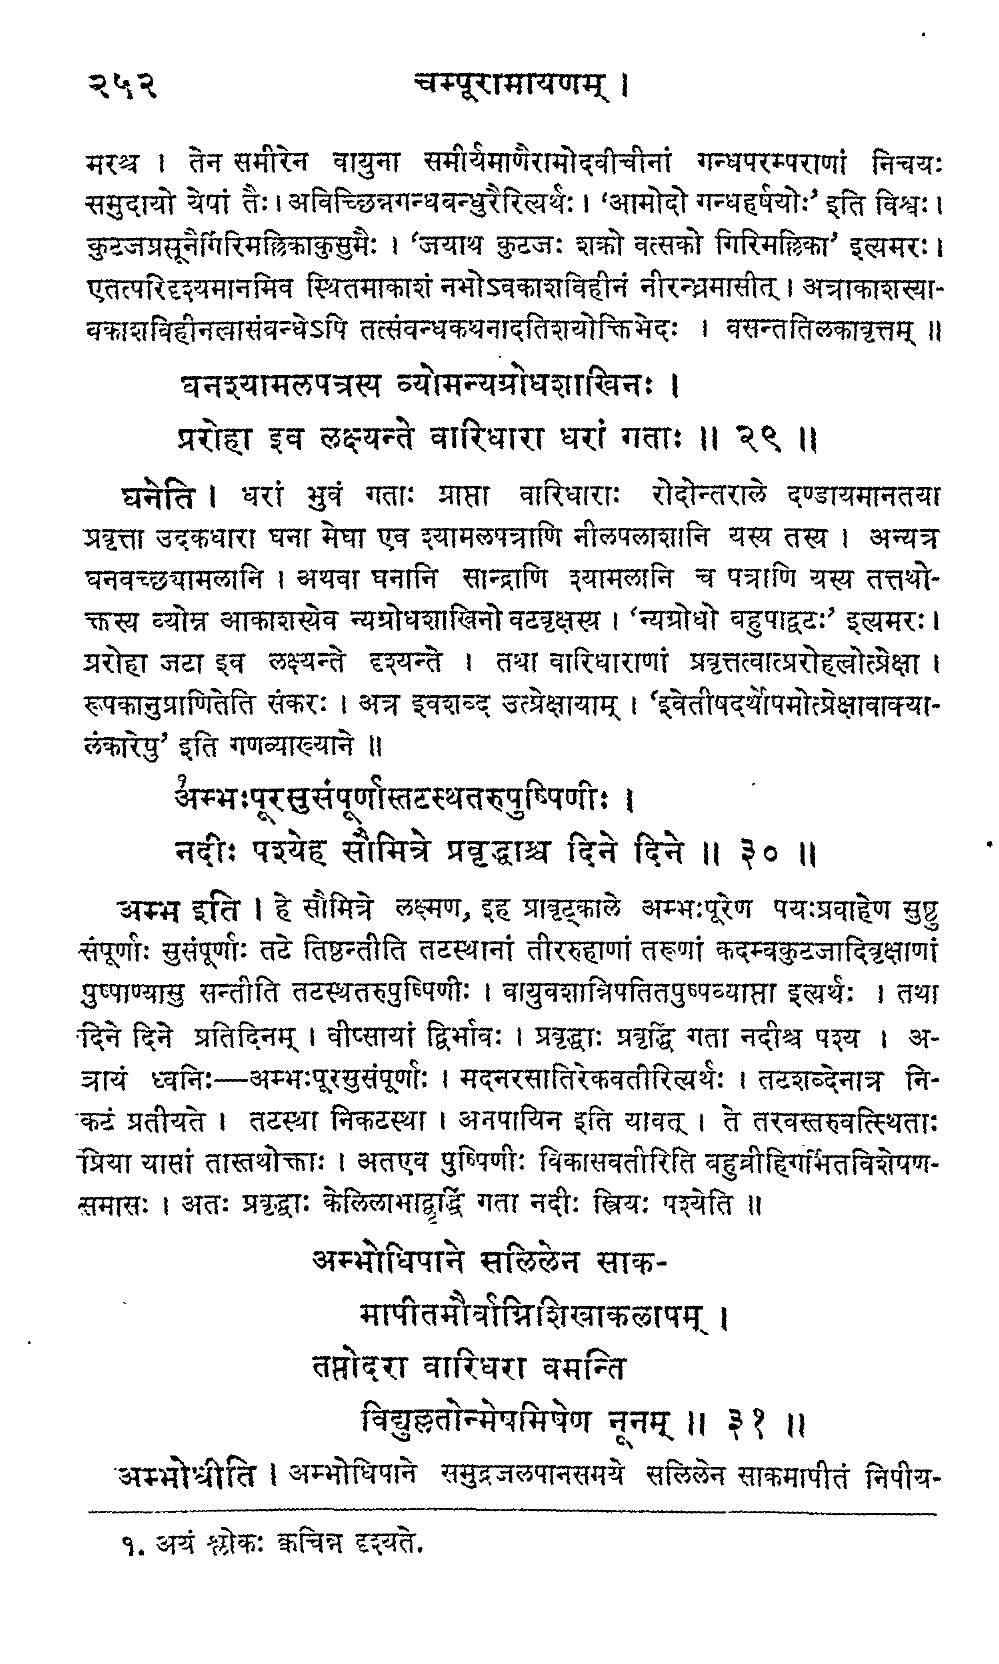 २५२ चम्पूरामायणम् ।
मरश्च । तेन समीरेन वायुना समीर्यमाणैरामोदवीचीनां गन्धपरम्पराणां निचयः
समुदायो येषां तैः। अविच्छिन्नगन्धबन्धुरैरित्यर्थः। ‘आमोदो गन्धहर्षयोः’ इति विश्वः।
कुटजप्रसूनैर्गिरिमल्लिकाकुसुमैः । ‘जयाथ कुटजः शक्रो वत्सको गिरिमल्लिका’ इत्यमरः।
एतत्परिदृश्यमानमिव स्थितमाकाशं नभोऽवकाशविहीनं नीरन्ध्रमासीत् । अत्राकाशस्या-
वकाशविहीनत्वासंबन्धेऽपि तत्संबन्धकथनादतिशयोक्तिभेदः । वसन्ततिलकावृत्तम् ॥
घनश्यामलपत्रस्य व्योमन्यग्रोधशाखिनः ।
प्ररोहा इव लक्ष्यन्ते वारिधारा धरां गताः ॥ २९ ॥
घनेति । धरां भुवं गताः प्राप्ता वारिधाराः रोदोन्तराले दण्डायमानतया
प्रवृत्ता उदकधारा घना मेघा एव श्यामलपत्राणि नीलपलाशानि यस्य तस्य । अन्यत्र
घनवच्छयामलानि । अथवा घनानि सान्द्राणि श्यामलानि च पत्राणि यस्य तत्तथो-
क्तस्य व्योम्न आकाशस्येव न्यग्रोधशाखिनो वटवृक्षस्य । ‘न्यग्रोधो बहुपाद्वटः’ इत्यमरः।
प्ररोहा जटा इव लक्ष्यन्ते दृश्यन्ते । तथा वारिधाराणां प्रवृत्तत्वात्प्ररोहत्वोत्प्रेक्षा ।
रूपकानुप्राणितेति संकरः । अत्र इवशब्द उत्प्रेक्षायाम् । ‘इवेतीषदर्थोपमोत्प्रेक्षावाक्या-
लंकारेषु’ इति गणव्याख्याने ॥
१अम्भःपूरसुसंपूर्णास्तटस्थतरुपुष्पिणीः ।
नदीः पश्येह सौमित्रे प्रवृद्धाश्च दिने दिने ॥ ३० ॥
अम्भ इति । हे सौमित्रे लक्ष्मण, इह प्रावृट्काले अम्भःपूरेण पयःप्रवाहेण सुष्ठु
संपूर्णाः सुसंपूर्णाः तटे तिष्ठन्तीति तटस्थानां तीररुहाणां तरूणां कदम्बकुटजादिवृक्षाणां
पुष्पाण्यासु सन्तीति तटस्थतरुपुष्पिणीः । वायुवशान्निपतितपुष्पव्याप्ता इत्यर्थः । तथा
दिने दिने प्रतिदिनम् । वीप्सायां द्विर्भावः । प्रवृद्धाः प्रवृद्धिं गता नदीश्च पश्य । अ-
त्रायं ध्वनिः—अम्भःपूरसुसंपूर्णाः । मदनरसातिरेकवतीरित्यर्थः । तटशब्देनात्र नि-
कटं प्रतीयते । तटस्था निकटस्था । अनपायिन इति यावत् । ते तरवस्तरुवत्स्थिताः
प्रिया यासां तास्तथोक्ताः । अतएव पुष्पिणीः विकासवतीरिति बहुव्रीहिगर्भितविशेषण-
समासः । अतः प्रवृद्धाः केलिलाभाद्वृद्धिं गता नदीः स्त्रियः पश्येति ॥
अम्भोधिपाने सलिलेन साक-
मापीतमौर्वाग्निशिखाकलापम् ।
तप्तोदरा वारिधरा वमन्ति
विद्युल्लतोन्मेषमिषेण नूनम् ॥ ३१ ॥
अम्भोधीति । अम्भोधिपाने समुद्रजलपानसमये सलिलेन साकमापीतं निपीय-
१. अयं श्लोकः क्वचिन्न दृश्यते.